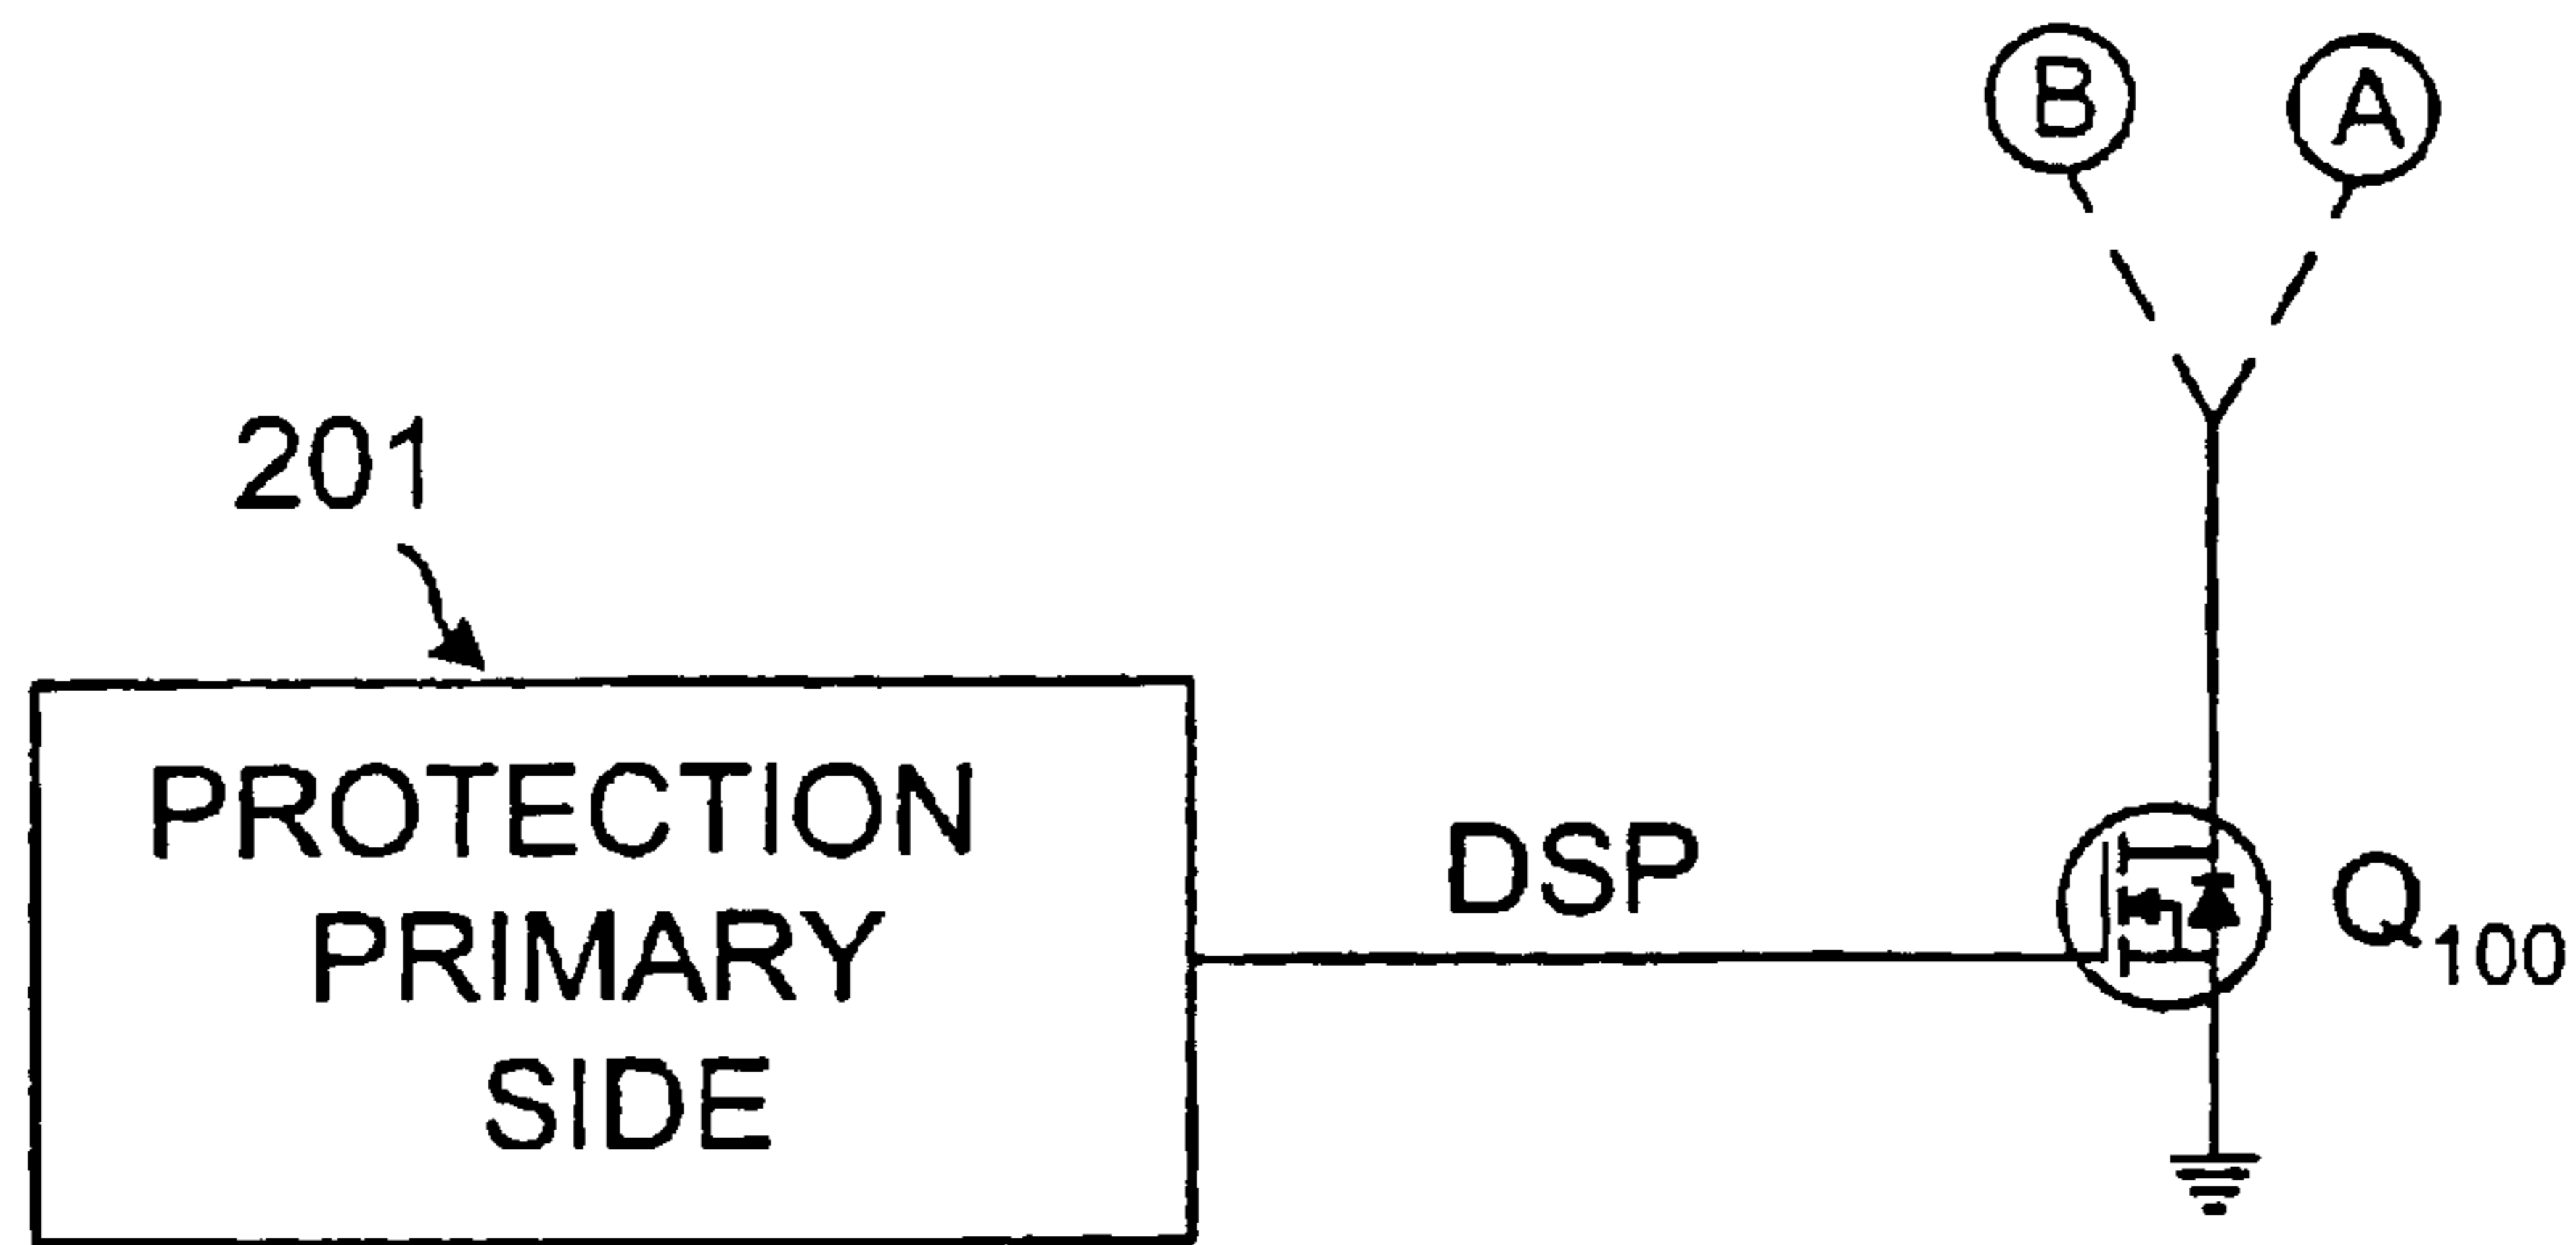 B A
201
PROTECTION
PRIMARY
SIDE
DSP
Q100